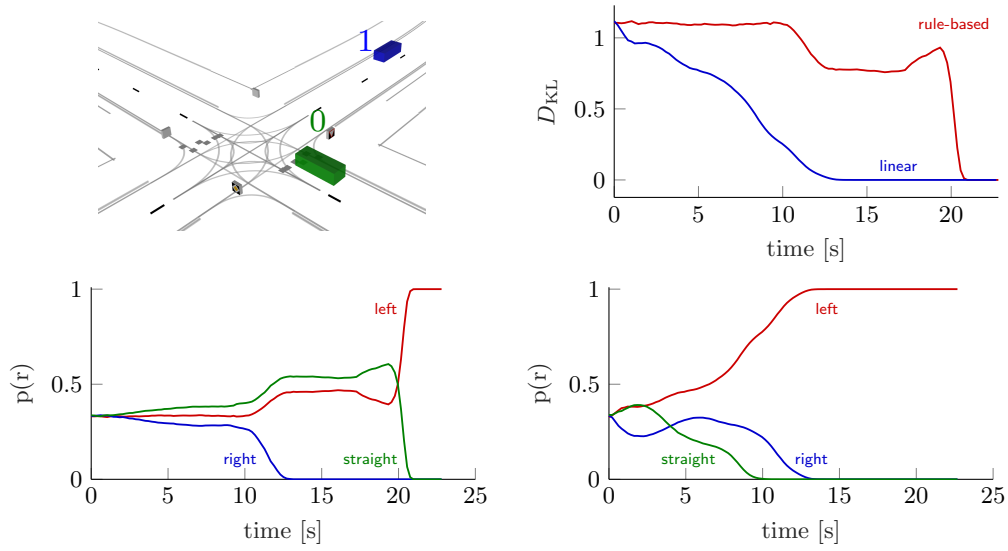 1
0
1
0.5
0
D_KL
rule-based
linear
0 5 10 15 20
time [s]
1
0.5
0
p(r)
left
right
straight
0 5 10 15 20 25
time [s]
1
0.5
0
p(r)
left
straight
right
0 5 10 15 20 25
time [s]